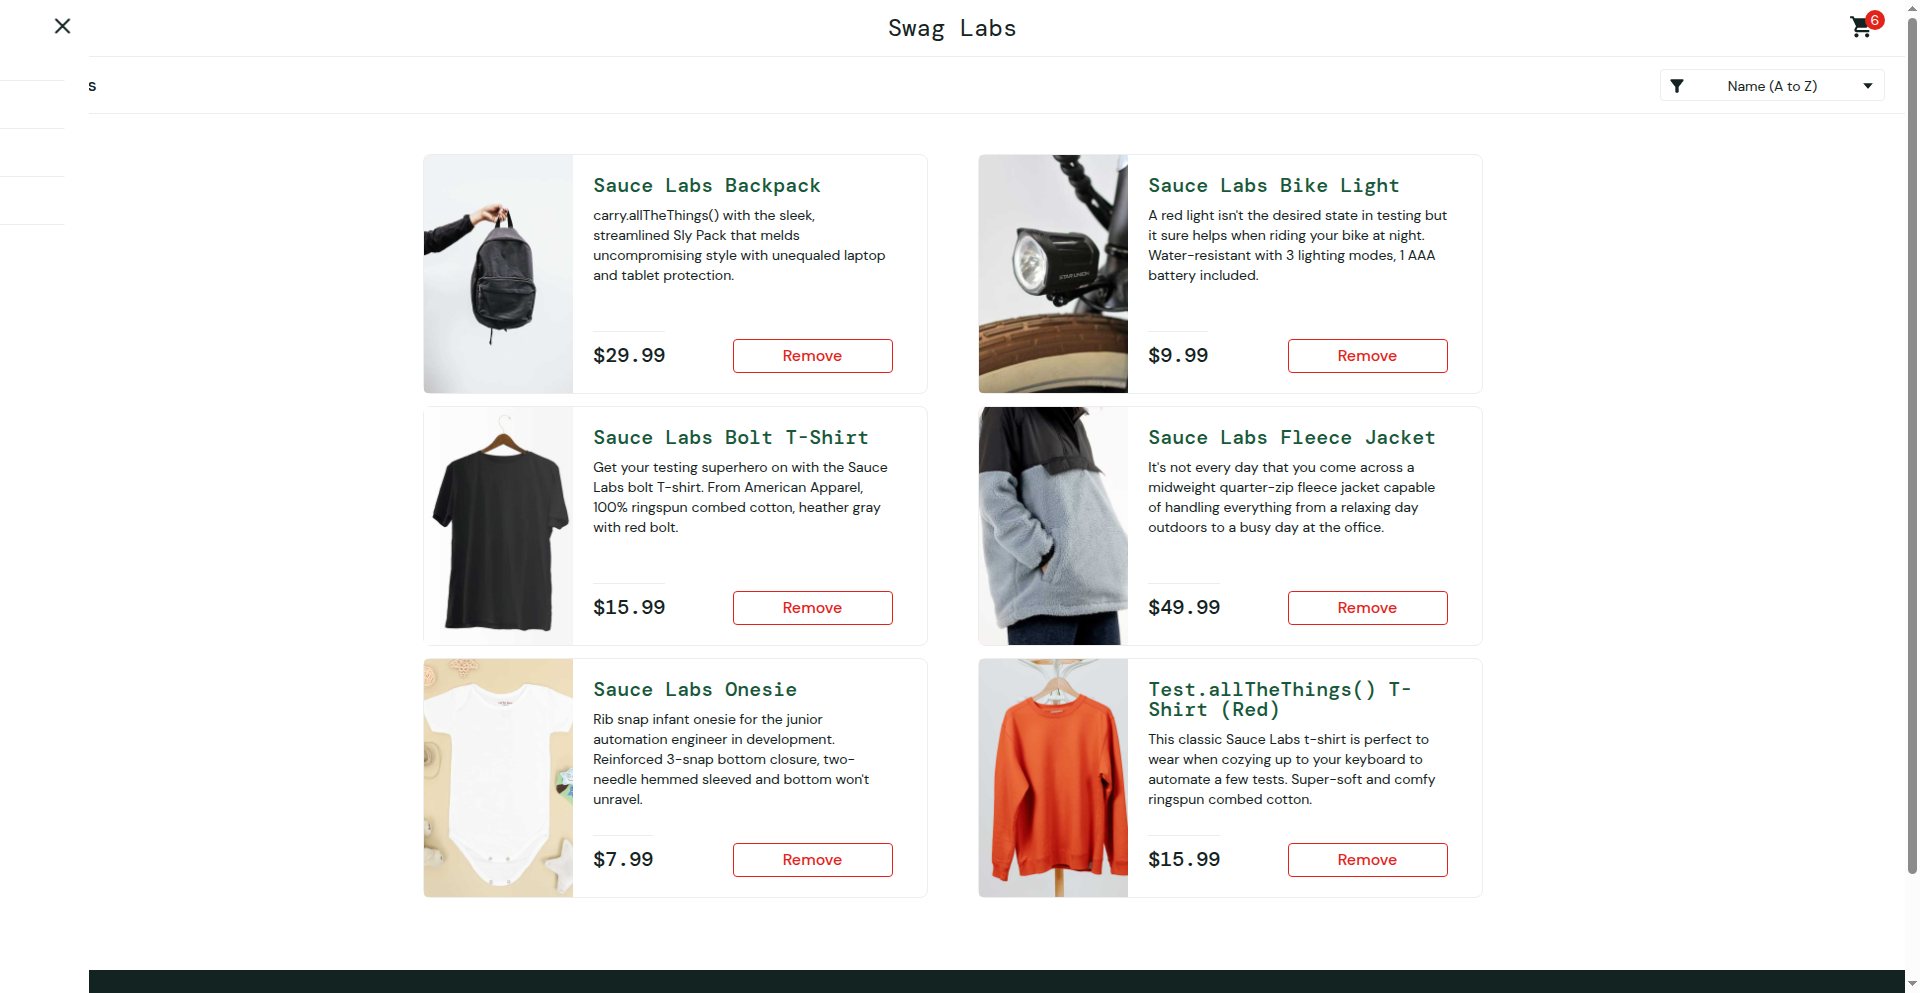 Swag Labs
6
s
Name (A to Z)
Sauce Labs Backpack
carry.allTheThings() with the sleek,
streamlined Sly Pack that melds
uncompromising style with unequaled laptop
and tablet protection.
$29.99
Remove
Sauce Labs Bike Light
A red light isn't the desired state in testing but
it sure helps when riding your bike at night.
Water-resistant with 3 lighting modes, 1 AAA
battery included.
$9.99
Remove
Sauce Labs Bolt T-Shirt
Get your testing superhero on with the Sauce
Labs bolt T-shirt. From American Apparel,
100% ringspun combed cotton, heather gray
with red bolt.
$15.99
Remove
Sauce Labs Fleece Jacket
It's not every day that you come across a
midweight quarter-zip fleece jacket capable
of handling everything from a relaxing day
outdoors to a busy day at the office.
$49.99
Remove
Sauce Labs Onesie
Rib snap infant onesie for the junior
automation engineer in development.
Reinforced 3-snap bottom closure, two-
needle hemmed sleeved and bottom won't
unravel.
$7.99
Remove
Test.allTheThings() T-
Shirt (Red)
This classic Sauce Labs t-shirt is perfect to
wear when cozying up to your keyboard to
automate a few tests. Super-soft and comfy
ringspun combed cotton.
$15.99
Remove